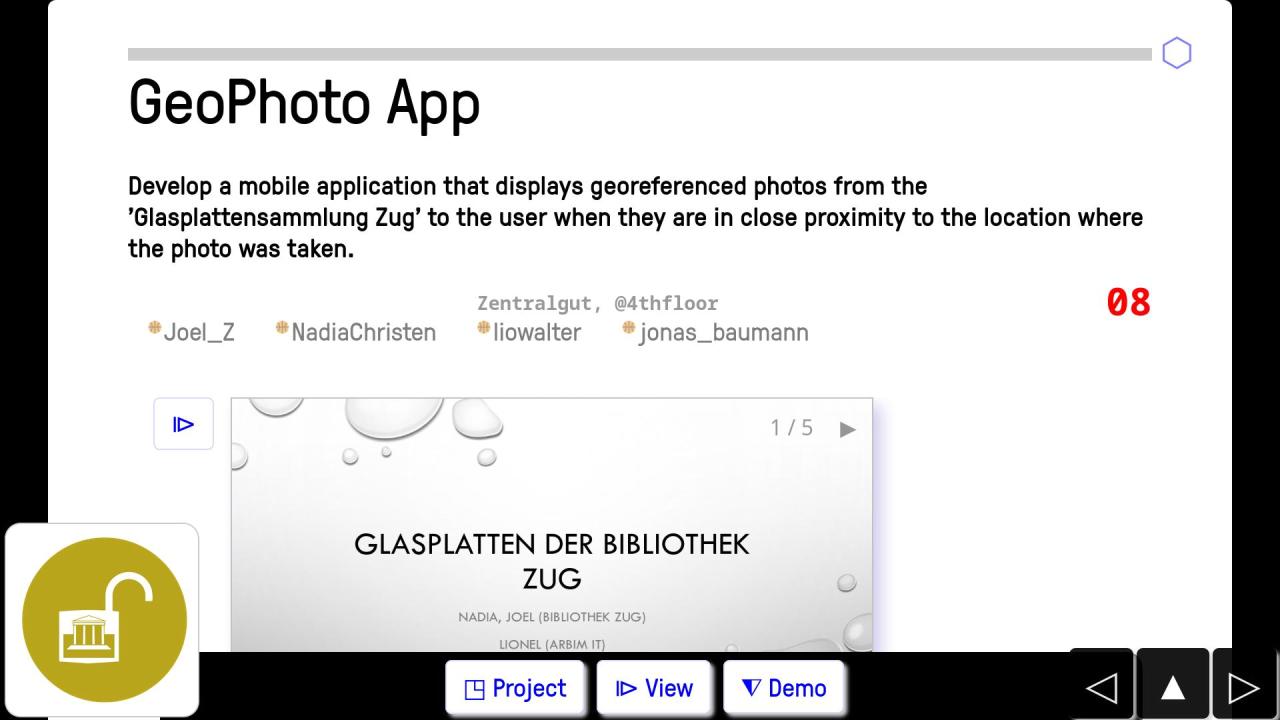 GeoPhoto App
Develop a mobile application that displays georeferenced photos from the
'Glasplattensammlung Zug' to the user when they are in close proximity to the location where
the photo was taken.
Zentralgut, @4thfloor
08
Joel_Z NadiaChristen liowalter jonas_baumann
1 / 5
GLASPLATTEN DER BIBLIOTHEK
ZUG
NADIA, JOEL (BIBLIOTHEK ZUG)
LIONEL (ARBIM IT)
Project View Demo